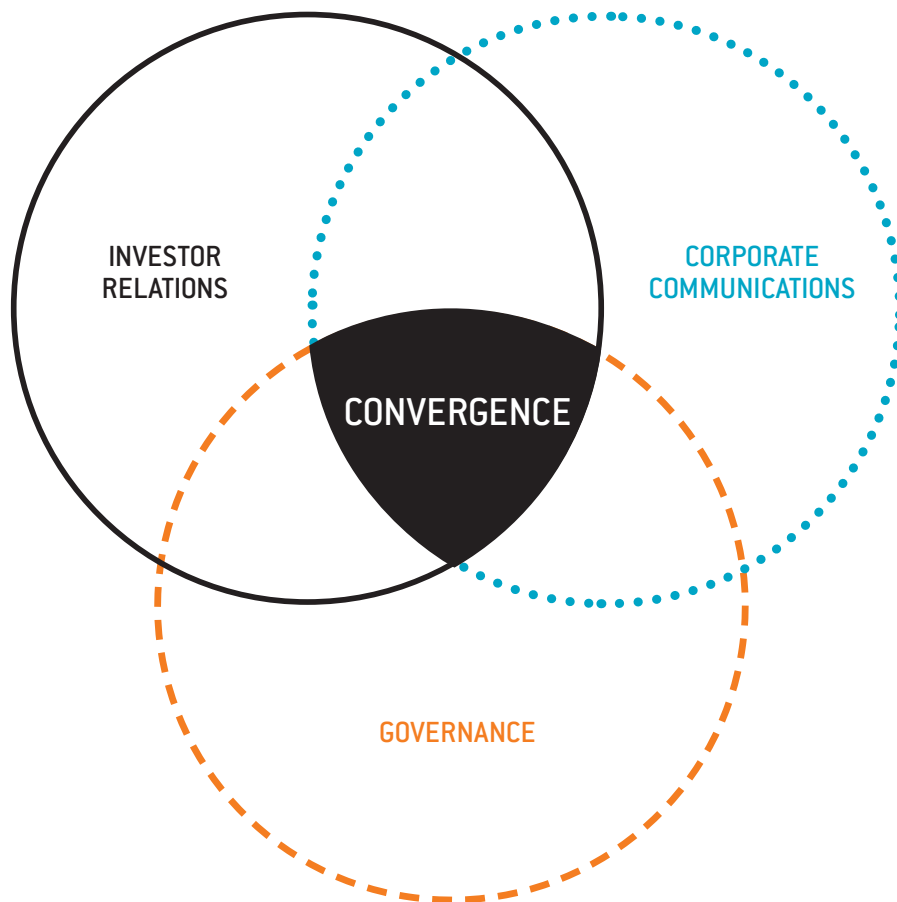 INVESTOR
RELATIONS
CORPORATE
COMMUNICATIONS
CONVERGENCE
GOVERNANCE